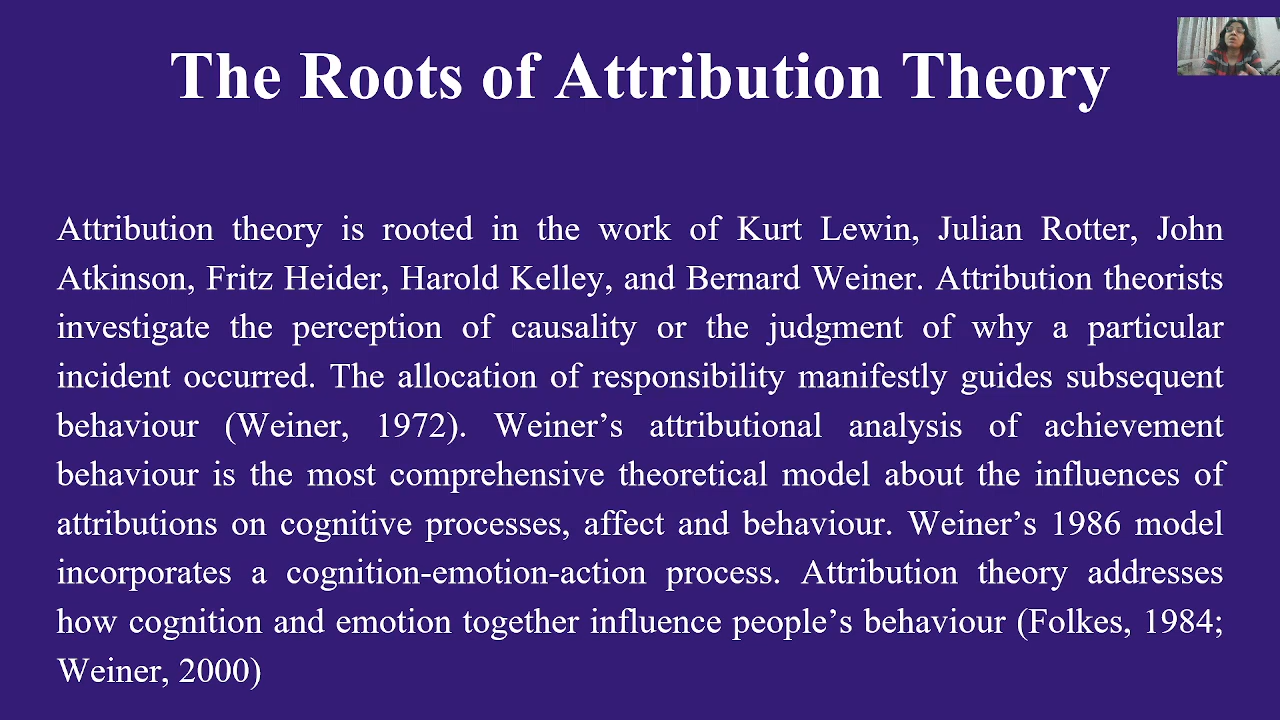 The Roots of Attribution Theory
Attribution theory is rooted in the work of Kurt Lewin, Julian Rotter, John
Atkinson, Fritz Heider, Harold Kelley, and Bernard Weiner. Attribution theorists
investigate the perception of causality or the judgment of why a particular
incident occurred. The allocation of responsibility manifestly guides subsequent
behaviour (Weiner, 1972). Weiner’s attributional analysis of achievement
behaviour is the most comprehensive theoretical model about the influences of
attributions on cognitive processes, affect and behaviour. Weiner’s 1986 model
incorporates a cognition-emotion-action process. Attribution theory addresses
how cognition and emotion together influence people’s behaviour (Folkes, 1984;
Weiner, 2000)